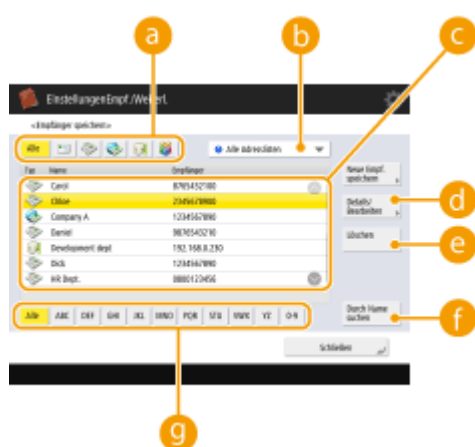 a
b
c
Einstellungen Empf./Weiterl.
<Empfänger speichern>
Alle
Alle Adresslisten
Typ Name Empfänger
Carol 8765432100
Chloe 2345678900
Company A 1234567890
Daniel 9876543210
Development dept 192.168.0.230
Dick 1234567890
HR Dept. 0800123456
Neue Empf.
speichern
Details/
Bearbeiten
d
Löschen
e
Durch Name
suchen
f
Alle ABC DEF GHI JKL MNO PQR STU VWX YZ 0-9
Schließen
g